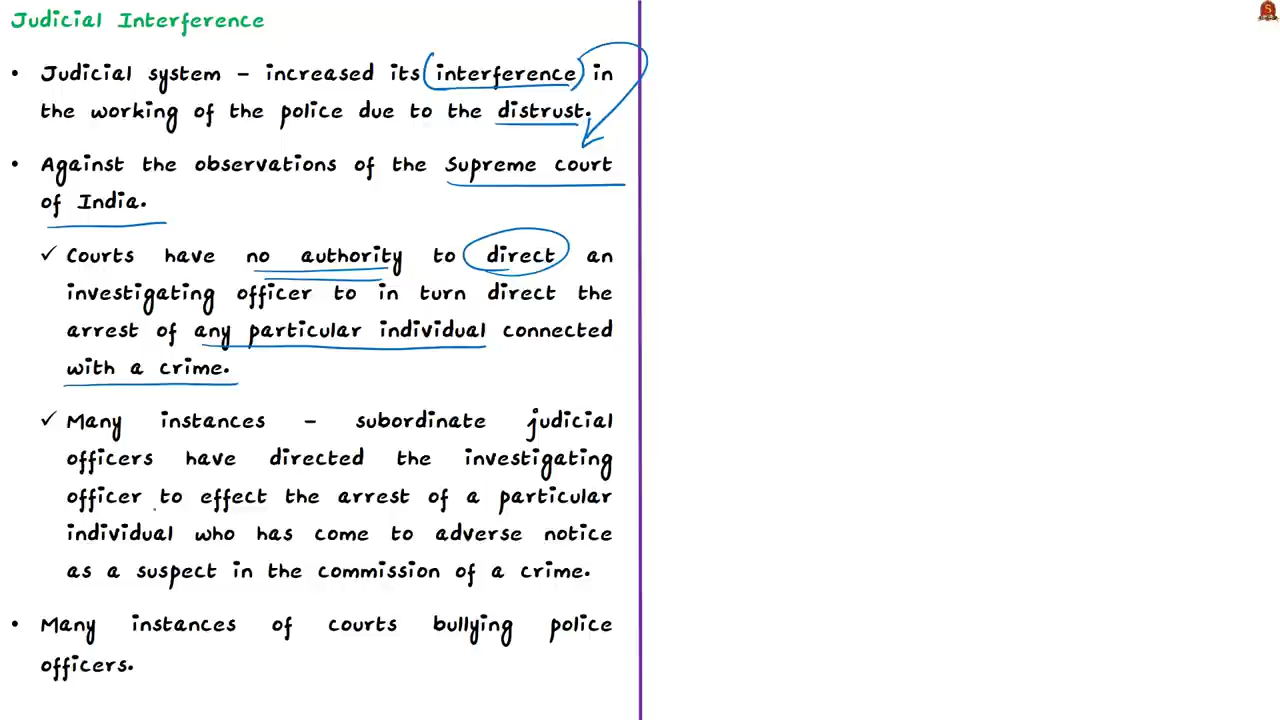 Judicial Interference
• Judicial system – increased its interference in
the working of the police due to the distrust.
• Against the observations of the Supreme court
of India.
✓ Courts have no authority to direct an
investigating officer to in turn direct the
arrest of any particular individual connected
with a crime.
✓ Many instances – subordinate judicial
officers have directed the investigating
officer to effect the arrest of a particular
individual who has come to adverse notice
as a suspect in the commission of a crime.
• Many instances of courts bullying police
officers.